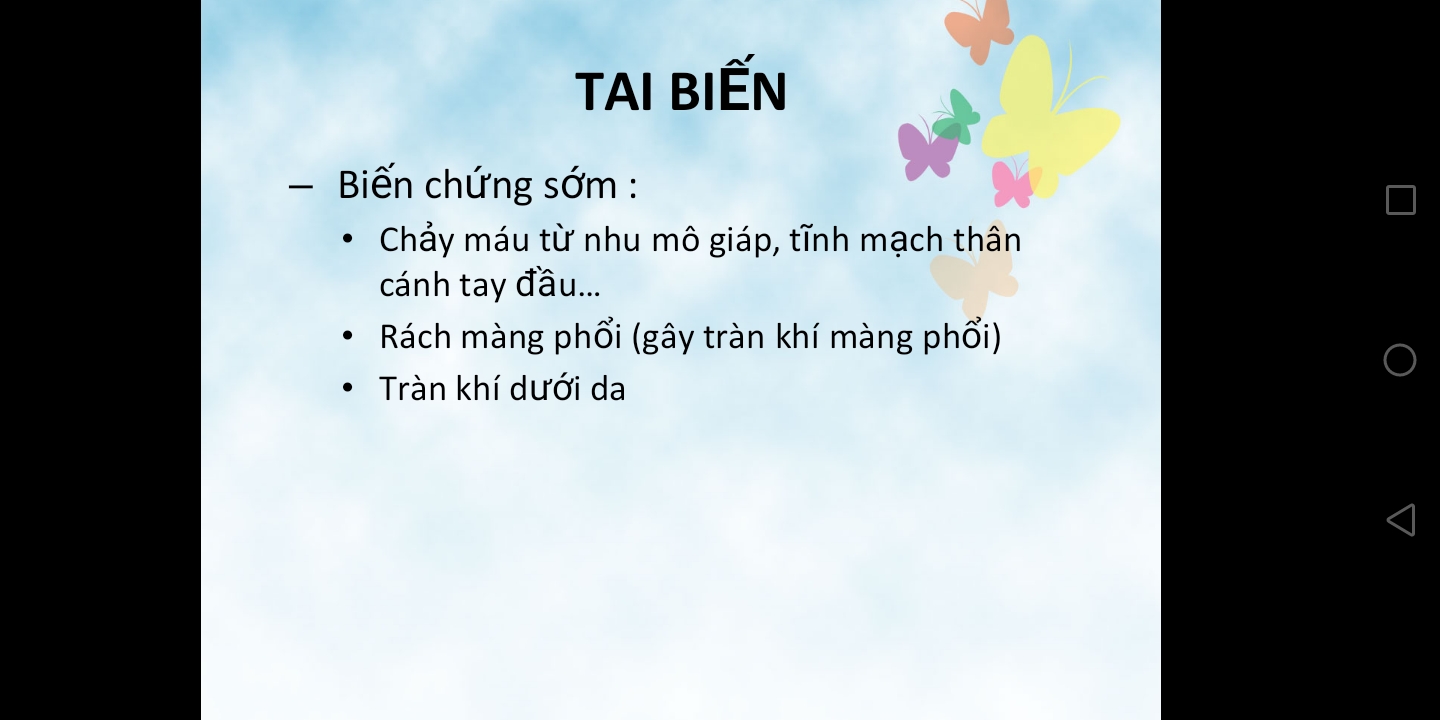 TAI BIẾN
– Biến chứng sớm :
• Chảy máu từ nhu mô giáp, tĩnh mạch thân
cánh tay đầu…
• Rách màng phổi (gây tràn khí màng phổi)
• Tràn khí dưới da